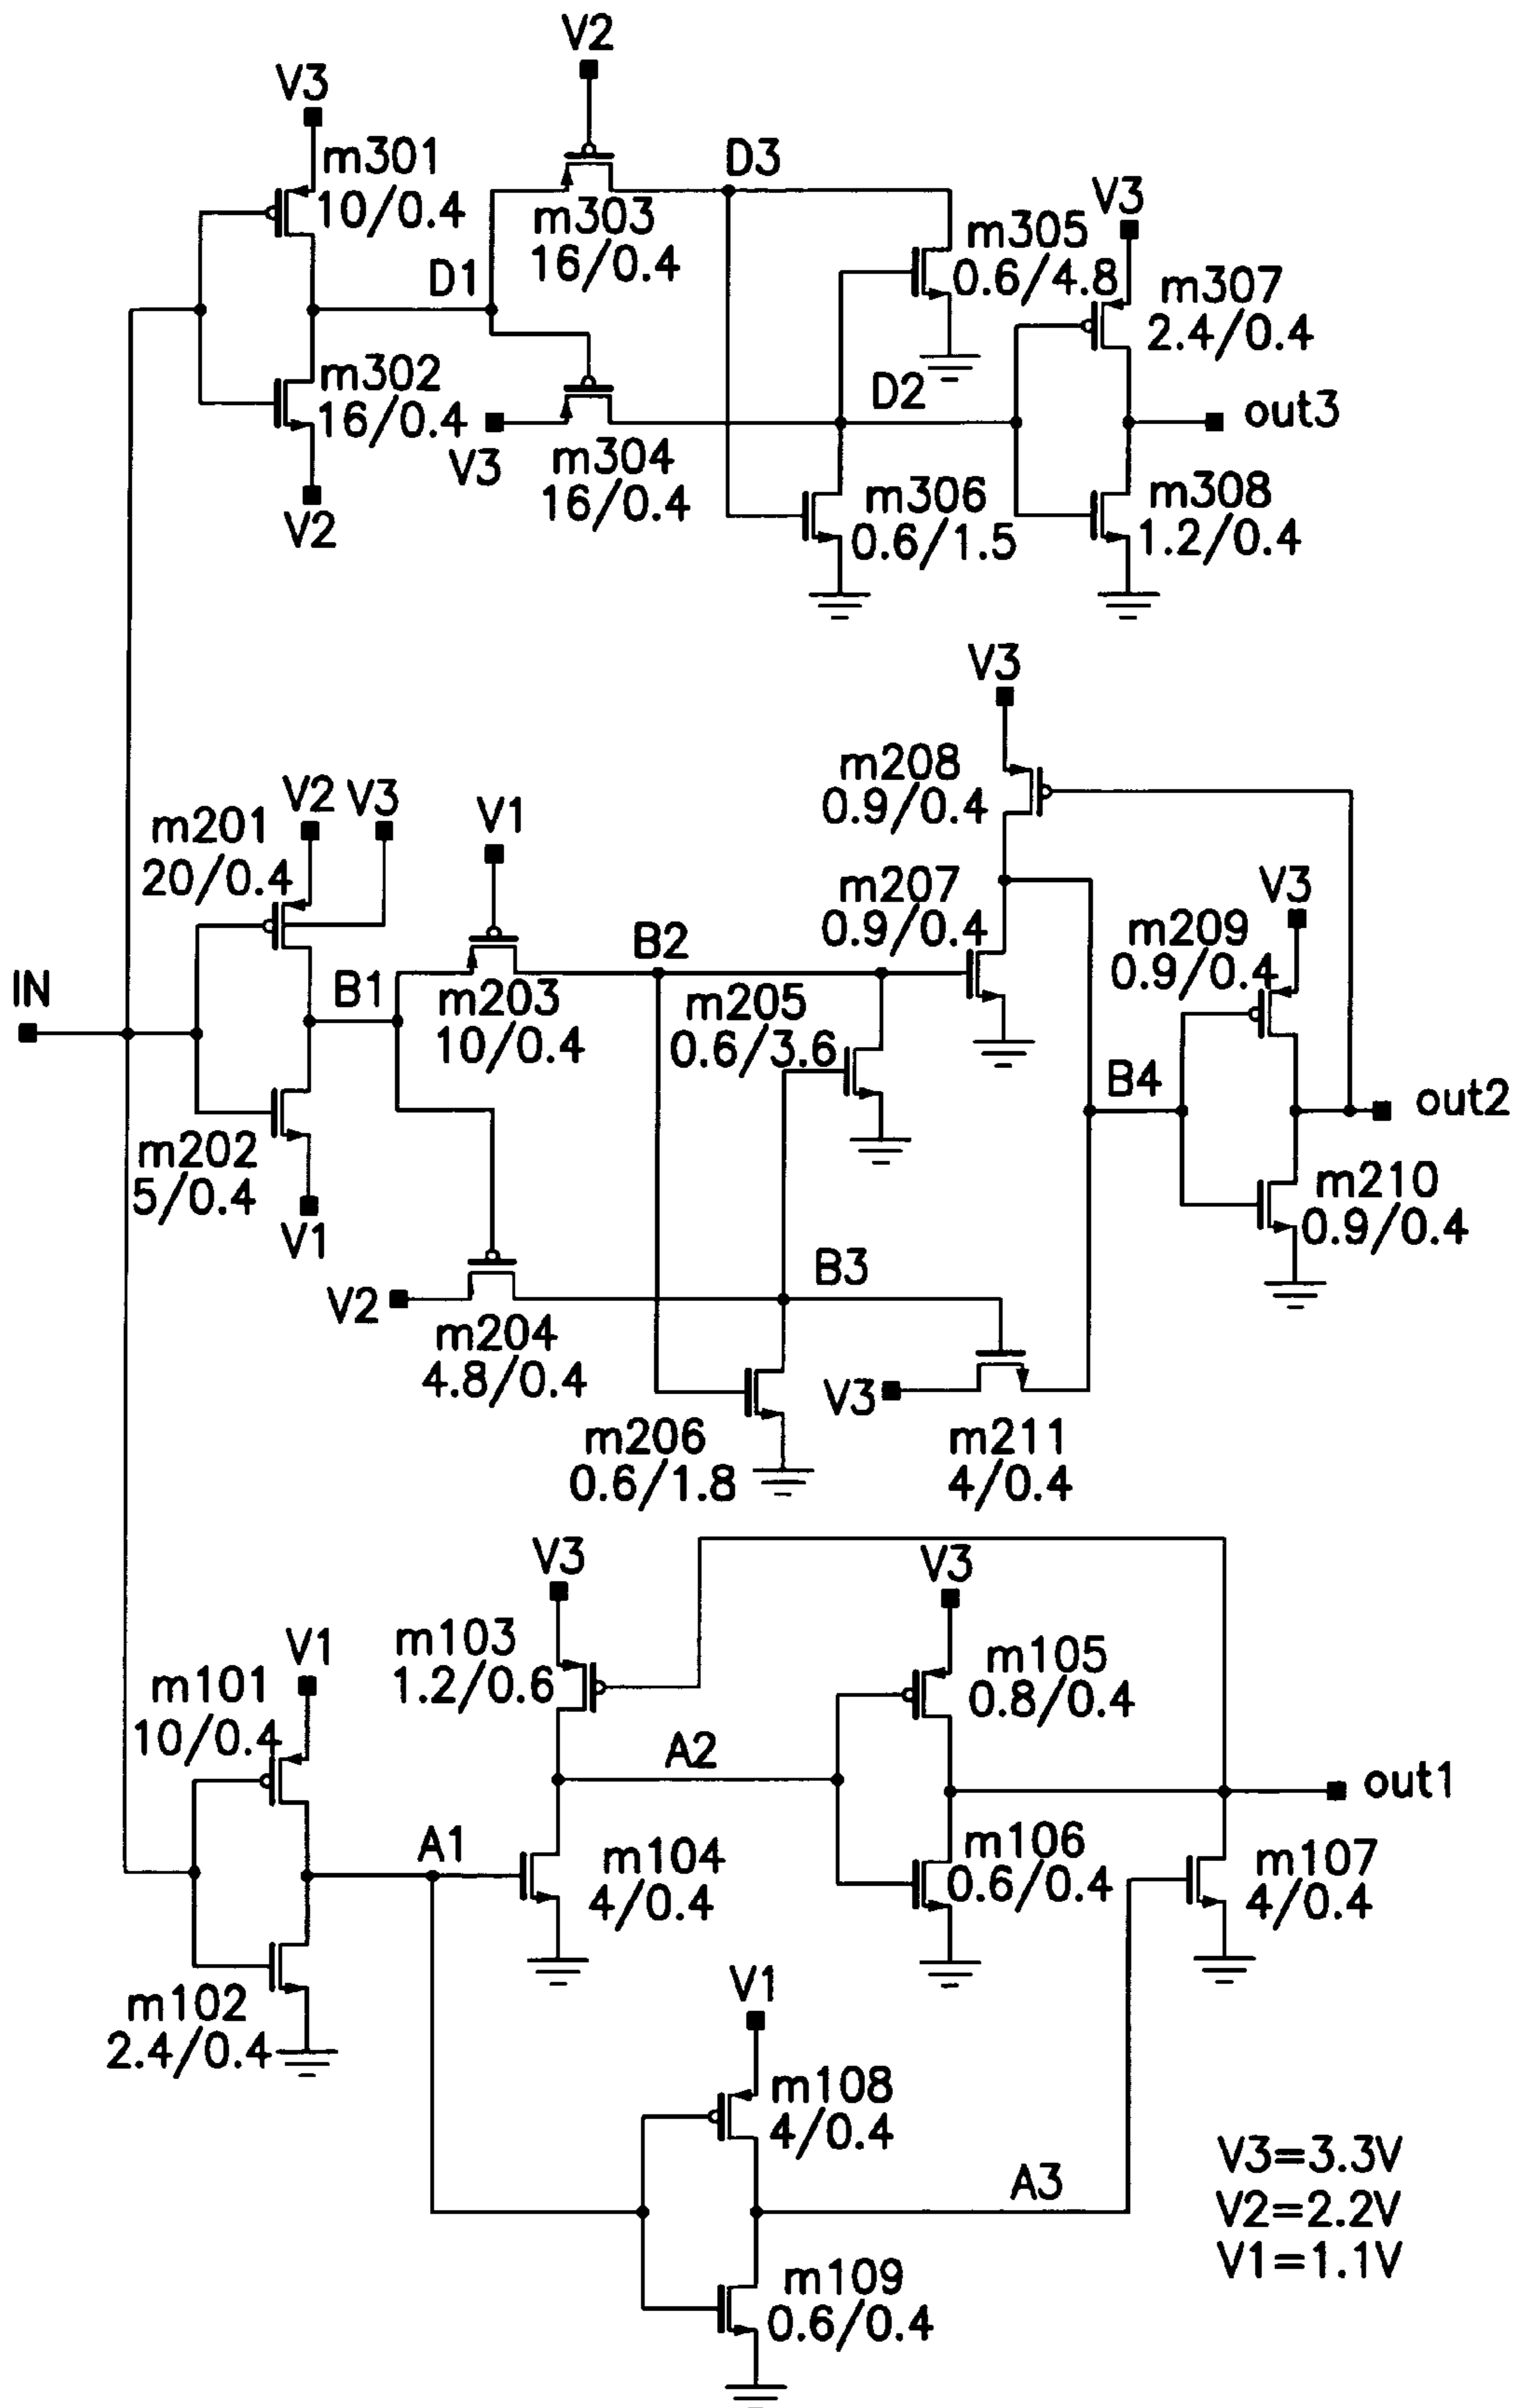 V2
V3
m301
10/0.4
D3
m303
16/0.4
V3
m305
0.6/4.8
m307
2.4/0.4
D1
m302
16/0.4
D2
out3
V3
m304
16/0.4
m306
0.6/1.5
m308
1.2/0.4
V2
V3
m208
0.9/0.4
V2 V3
m201
20/0.4
V1
m207
0.9/0.4
V3
m209
0.9/0.4
B2
IN
B1
m203
10/0.4
m205
0.6/3.6
B4
out2
m202
5/0.4
V1
m210
0.9/0.4
B3
V2
m204
4.8/0.4
V3
m206
0.6/1.8
m211
4/0.4
V3
V3
m103
1.2/0.6
V1
m101
10/0.4
m105
0.8/0.4
A2
out1
A1
m104
4/0.4
m106
0.6/0.4
m107
4/0.4
V1
m102
2.4/0.4
m108
4/0.4
A3
V3=3.3V
V2=2.2V
V1=1.1V
m109
0.6/0.4